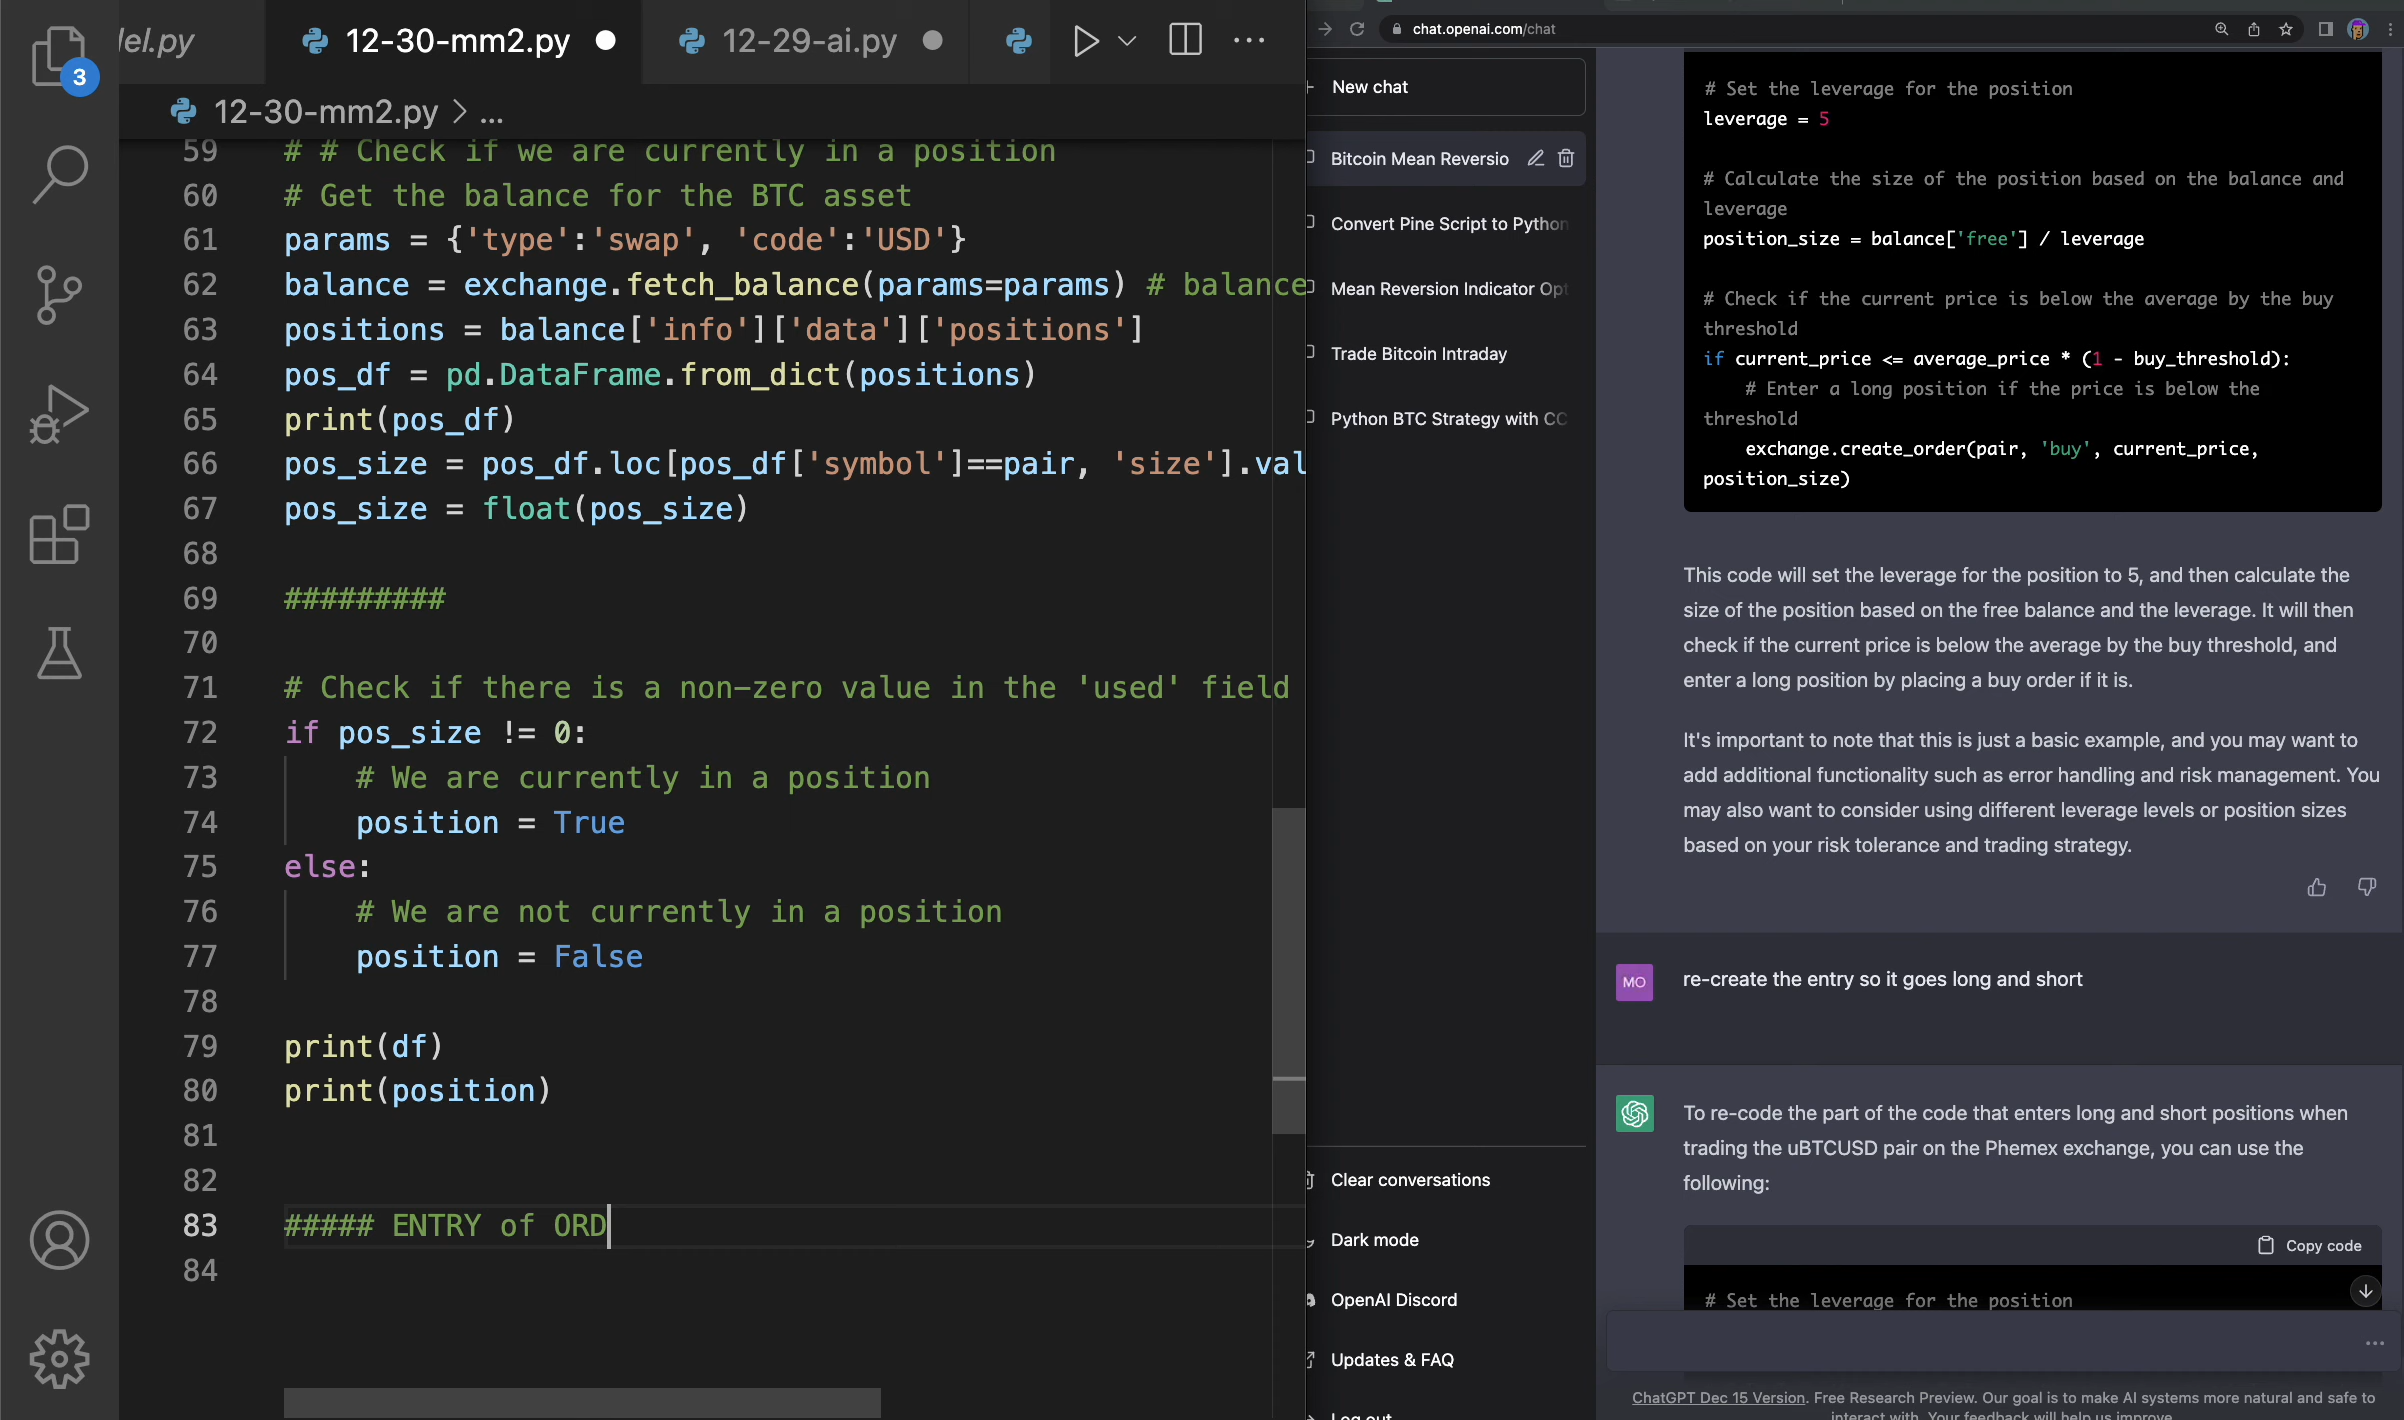 3
del.py
12-30-mm2.py
12-29-ai.py
12-30-mm2.py > ...
59 # # Check if we are currently in a position
60 # Get the balance for the BTC asset
61 params = {'type':'swap', 'code':'USD'}
62 balance = exchange.fetch_balance(params=params) # balance
63 positions = balance['info']['data']['positions']
64 pos_df = pd.DataFrame.from_dict(positions)
65 print(pos_df)
66 pos_size = pos_df.loc[pos_df['symbol']==pair, 'size'].val
67 pos_size = float(pos_size)
68
69 #########
70
71 # Check if there is a non-zero value in the 'used' field
72 if pos_size != 0:
73 # We are currently in a position
74 position = True
75 else:
76 # We are not currently in a position
77 position = False
78
79 print(df)
80 print(position)
81
82
83 ##### ENTRY of ORD
84
chat.openai.com/chat
New chat
Bitcoin Mean Reversio
Convert Pine Script to Python
Mean Reversion Indicator Opt
Trade Bitcoin Intraday
Python BTC Strategy with CC
Clear conversations
Dark mode
OpenAI Discord
Updates & FAQ
Log out
# Set the leverage for the position
leverage = 5
# Calculate the size of the position based on the balance and
leverage
position_size = balance['free'] / leverage
# Check if the current price is below the average by the buy
threshold
if current_price <= average_price * (1 - buy_threshold):
# Enter a long position if the price is below the
threshold
exchange.create_order(pair, 'buy', current_price,
position_size)
This code will set the leverage for the position to 5, and then calculate the
size of the position based on the free balance and the leverage. It will then
check if the current price is below the average by the buy threshold, and
enter a long position by placing a buy order if it is.
It's important to note that this is just a basic example, and you may want to
add additional functionality such as error handling and risk management. You
may also want to consider using different leverage levels or position sizes
based on your risk tolerance and trading strategy.
MO
re-create the entry so it goes long and short
To re-code the part of the code that enters long and short positions when
trading the uBTCUSD pair on the Phemex exchange, you can use the
following:
Copy code
# Set the leverage for the position
ChatGPT Dec 15 Version. Free Research Preview. Our goal is to make AI systems more natural and safe to
interact with. Your feedback will help us improve.